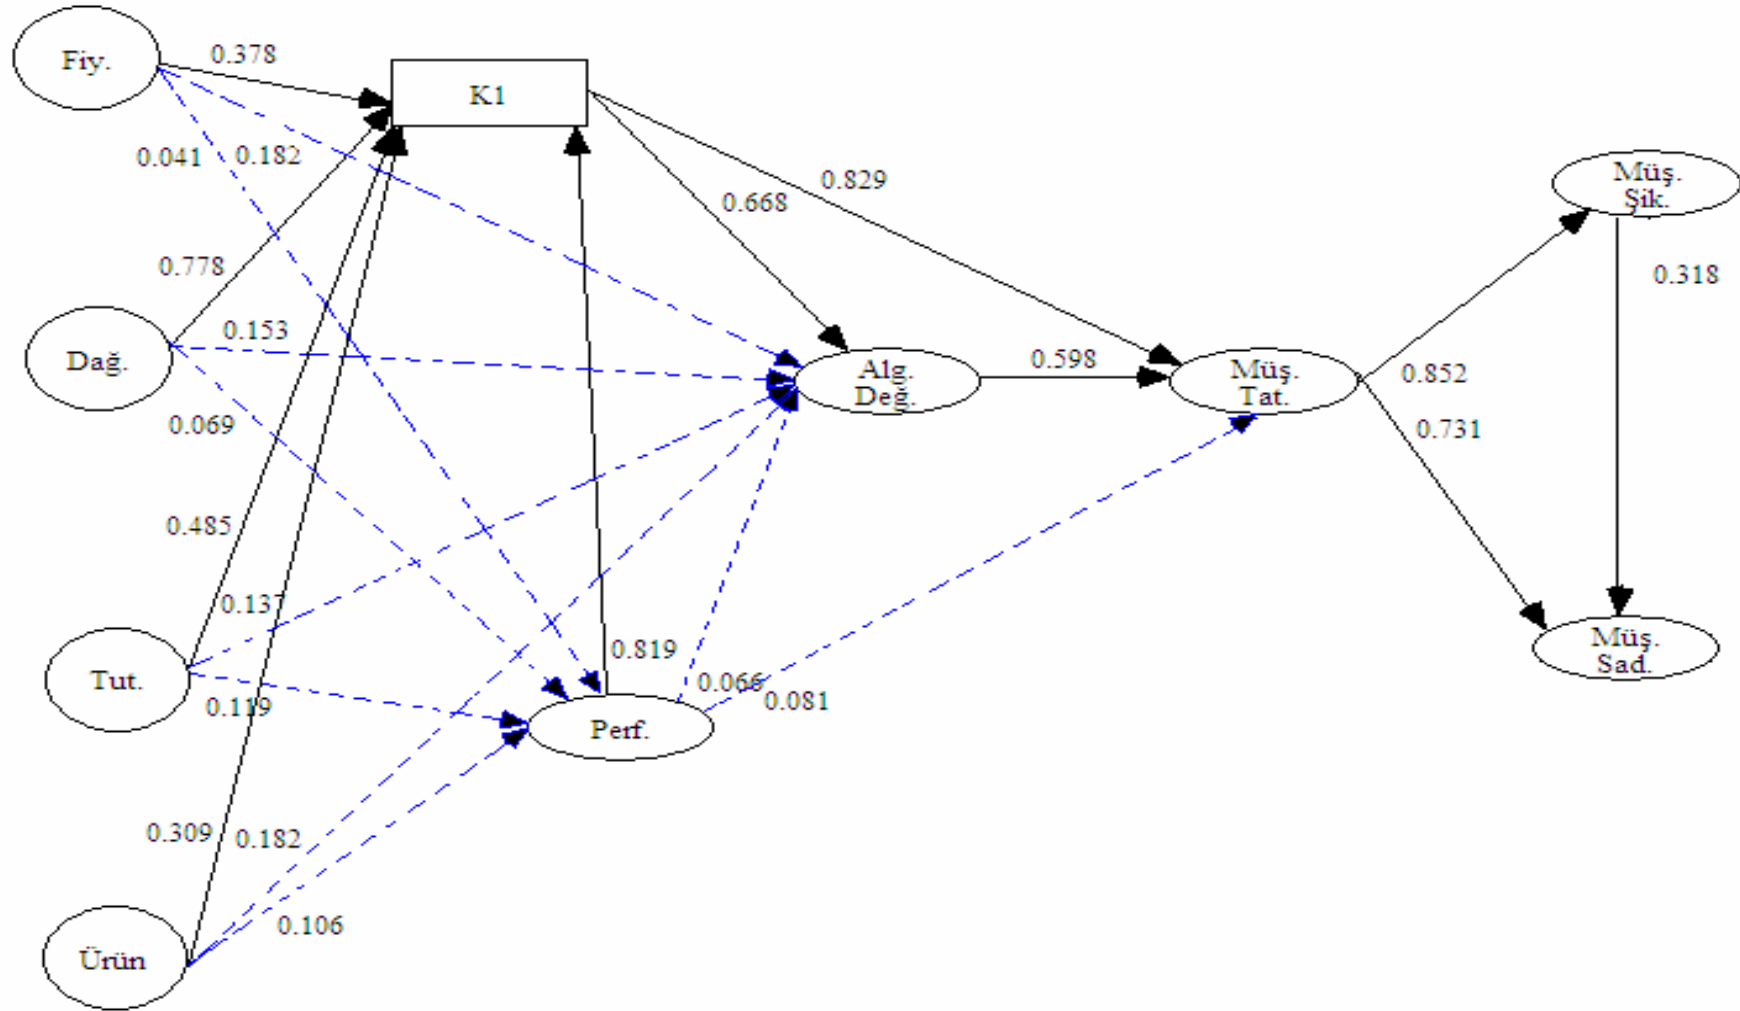 Fiy.
0.378
K1
0.041
0.182
0.829
Müş.
Şik.
0.668
0.778
0.318
0.153
Dağ.
Alg.
Değ.
0.598
Müş.
Tat.
0.852
0.069
0.731
0.485
0.137
0.819
Müş.
Sad.
Tut.
0.119
0.066
0.081
Perf.
0.309
0.182
0.106
Ürün